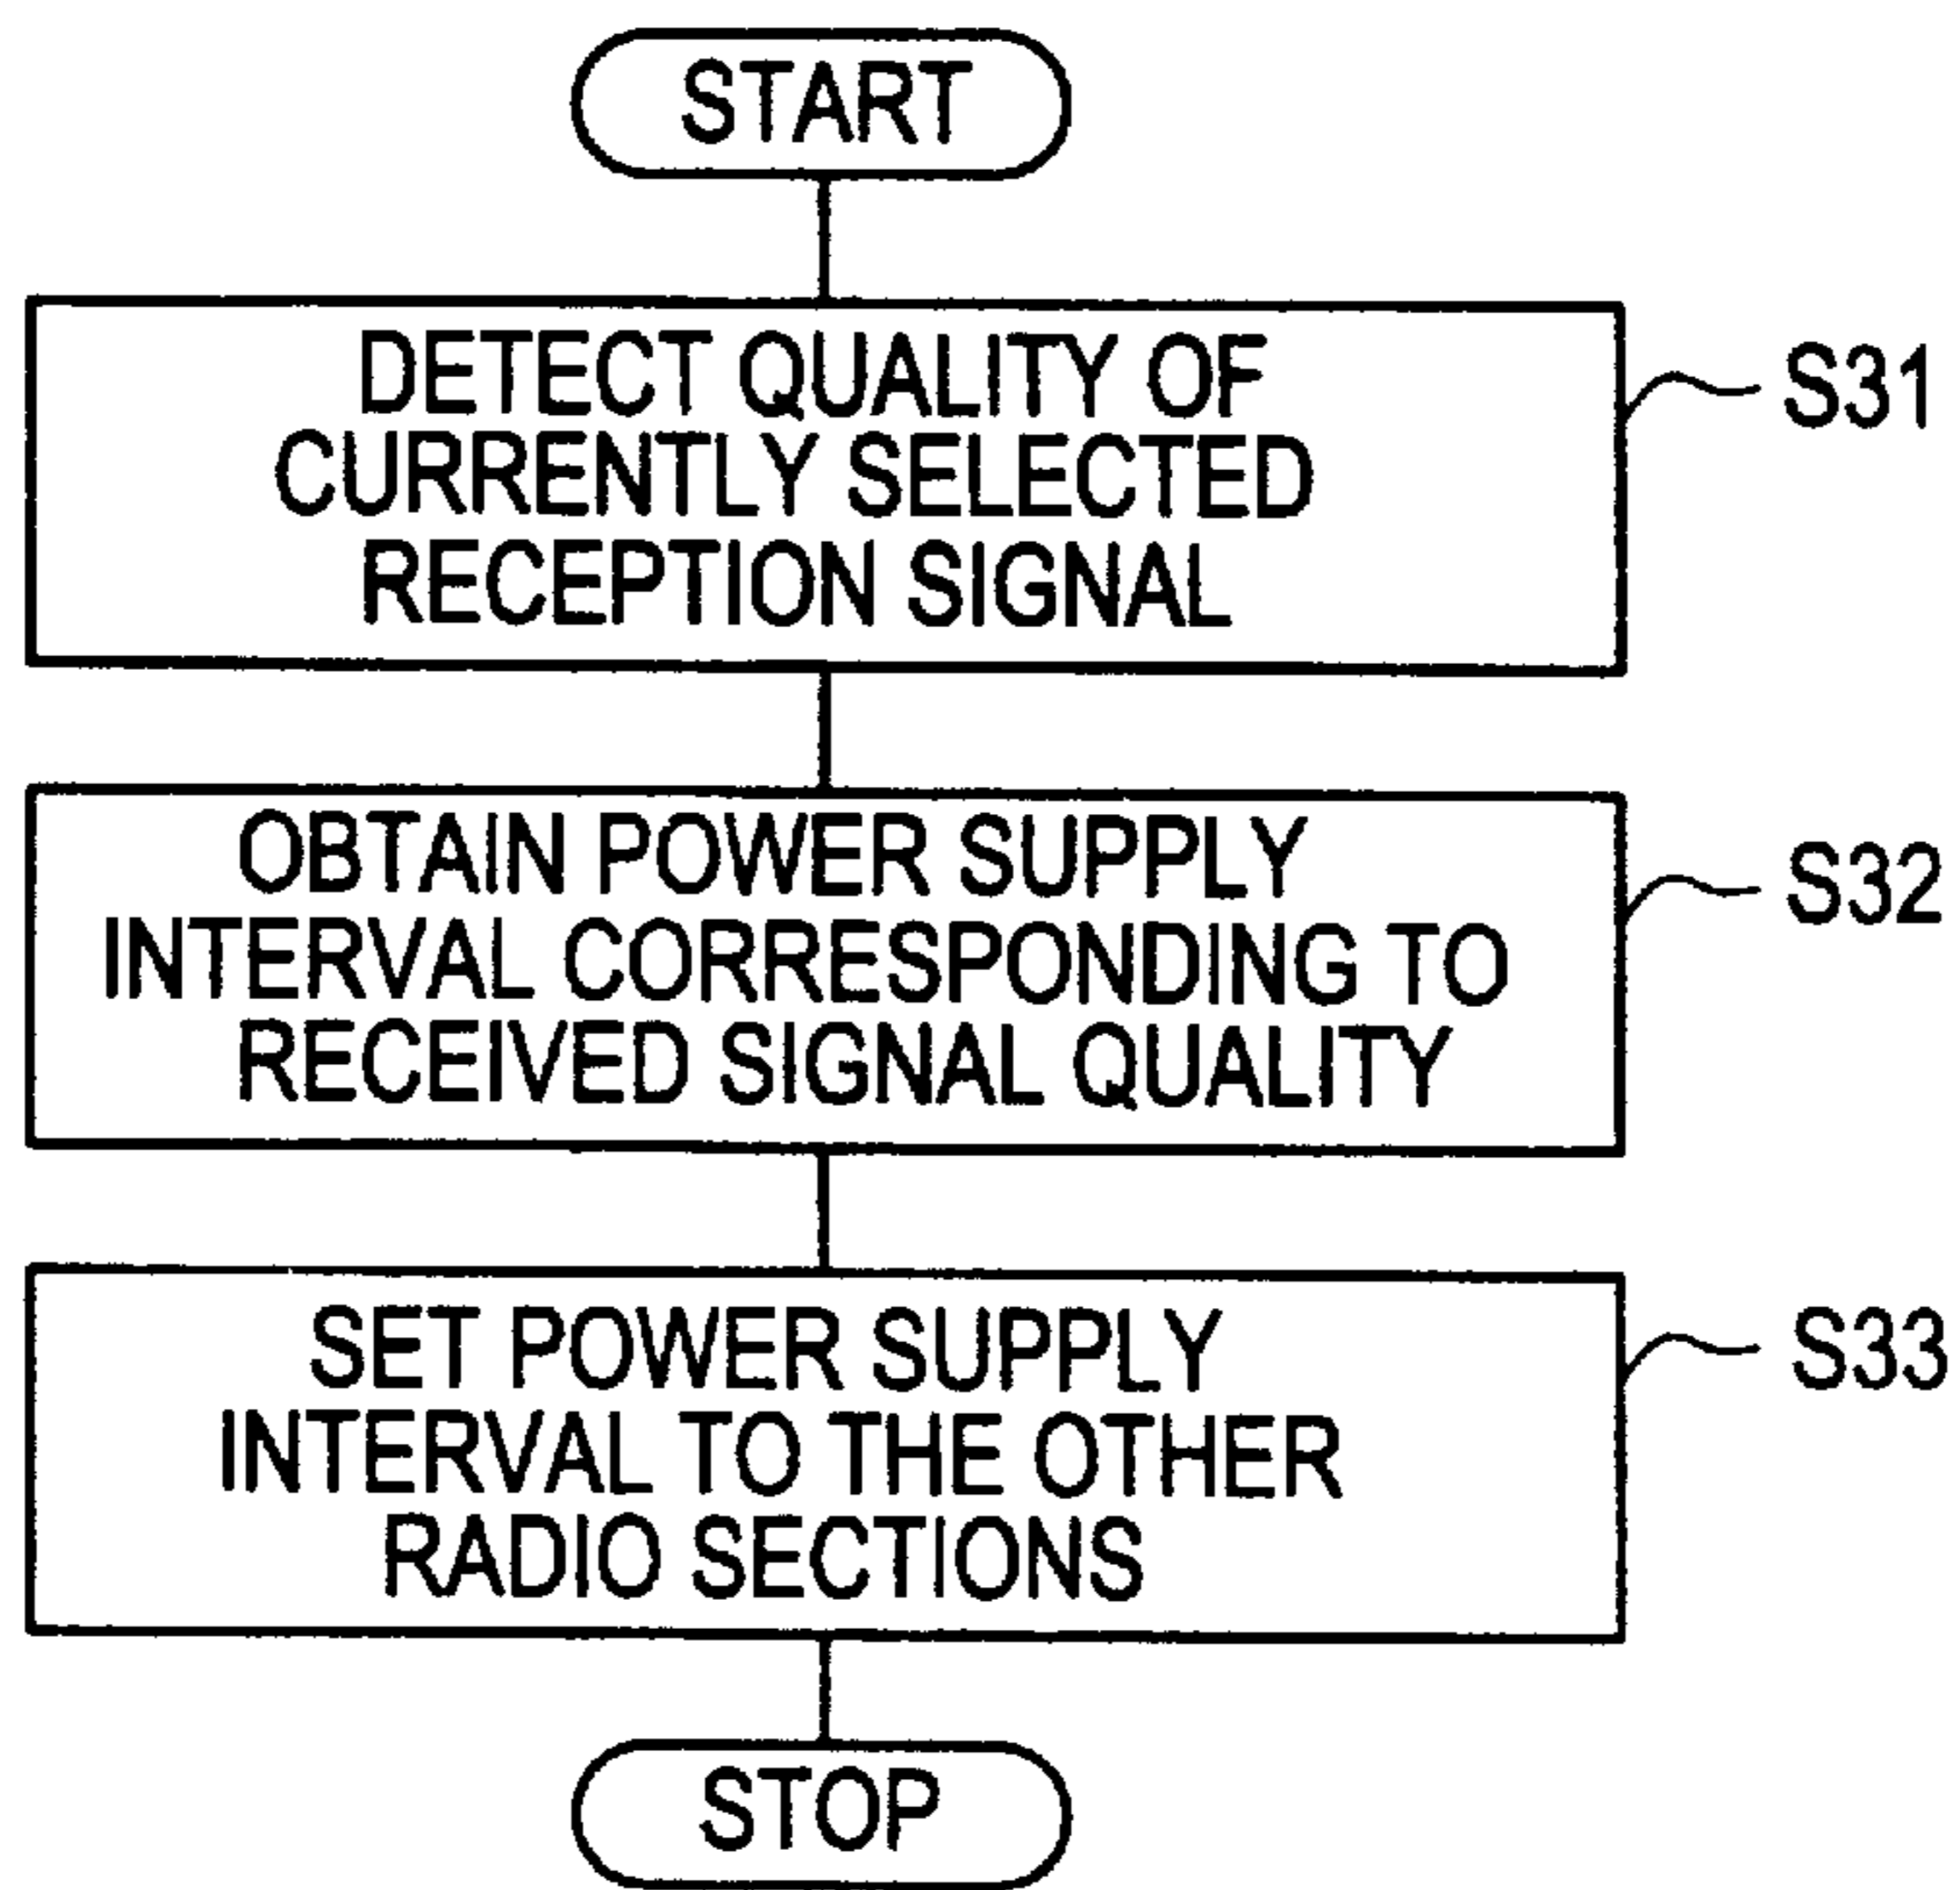 START
DETECT QUALITY OF
CURRENTLY SELECTED
RECEPTION SIGNAL
S31
OBTAIN POWER SUPPLY
INTERVAL CORRESPONDING TO
RECEIVED SIGNAL QUALITY
S32
SET POWER SUPPLY
INTERVAL TO THE OTHER
RADIO SECTIONS
S33
STOP